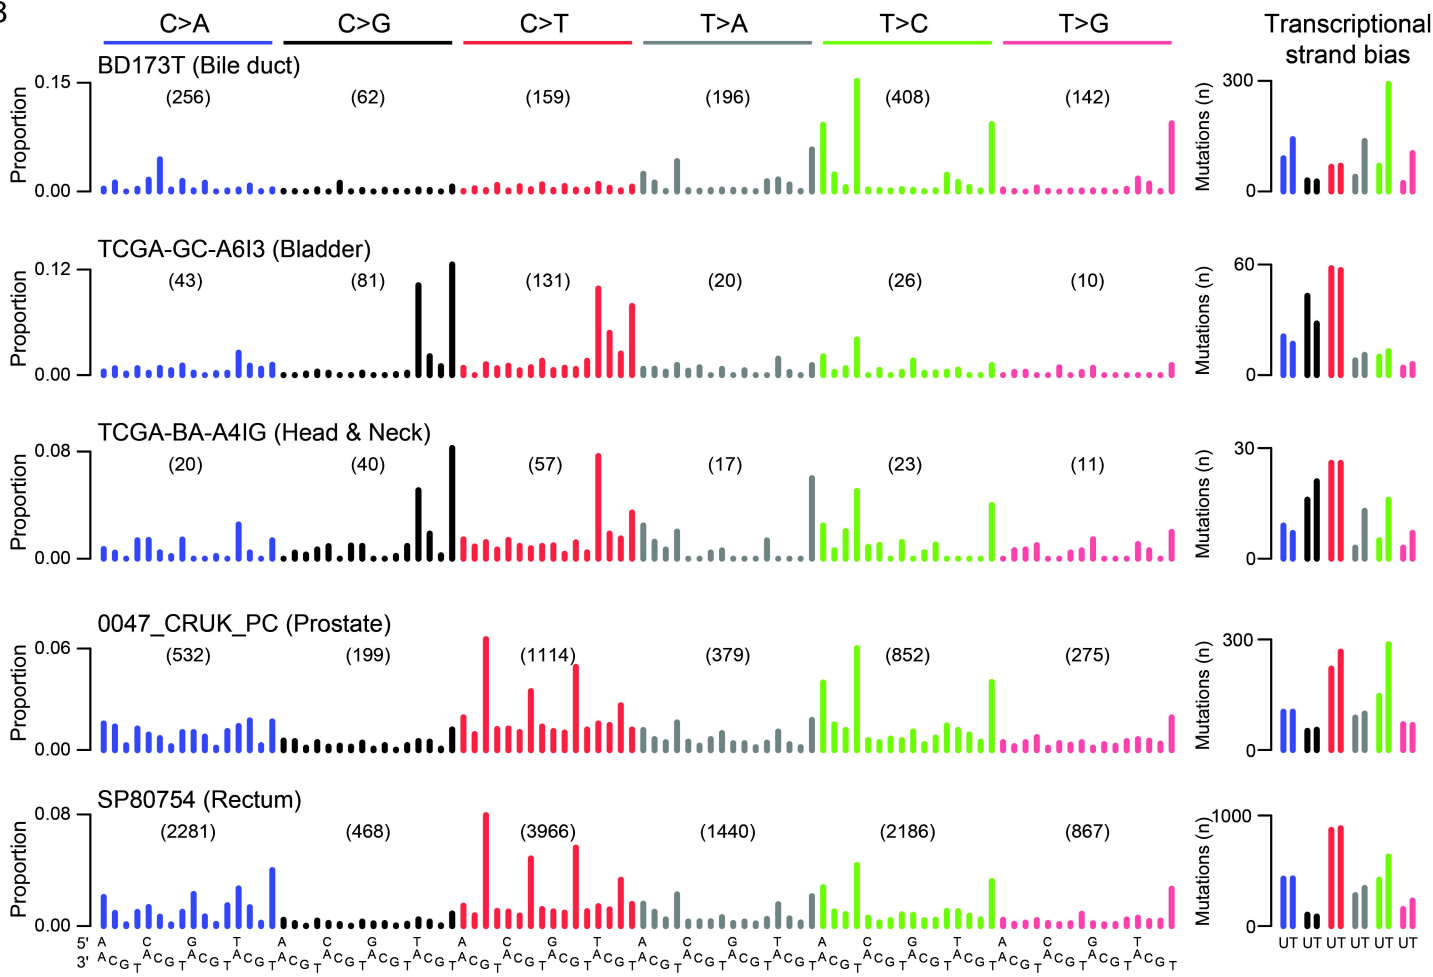 B
C>A C>G C>T T>A T>C T>G Transcriptional
strand bias
BD173T (Bile duct)
Proportion 0.15 0.00 (256) (62) (159) (196) (408) (142) Mutations (n) 300 0
TCGA-GC-A6I3 (Bladder)
Proportion 0.12 0.00 (43) (81) (131) (20) (26) (10) Mutations (n) 60 0
TCGA-BA-A4IG (Head & Neck)
Proportion 0.08 0.00 (20) (40) (57) (17) (23) (11) Mutations (n) 30 0
0047_CRUK_PC (Prostate)
Proportion 0.06 0.00 (532) (199) (1114) (379) (852) (275) Mutations (n) 300 0
SP80754 (Rectum)
Proportion 0.08 0.00 (2281) (468) (3966) (1440) (2186) (867) Mutations (n) 1000 0
5' A C G T A C G T A C G T A C G T A C G T A C G T UT UT UT UT UT UT
3' A C G T A C G T A C G T A C G T A C G T A C G T A C G T A C G T A C G T A C G T A C G T A C G T A C G T A C G T A C G T A C G T A C G T A C G T A C G T A C G T A C G T A C G T A C G T A C G T